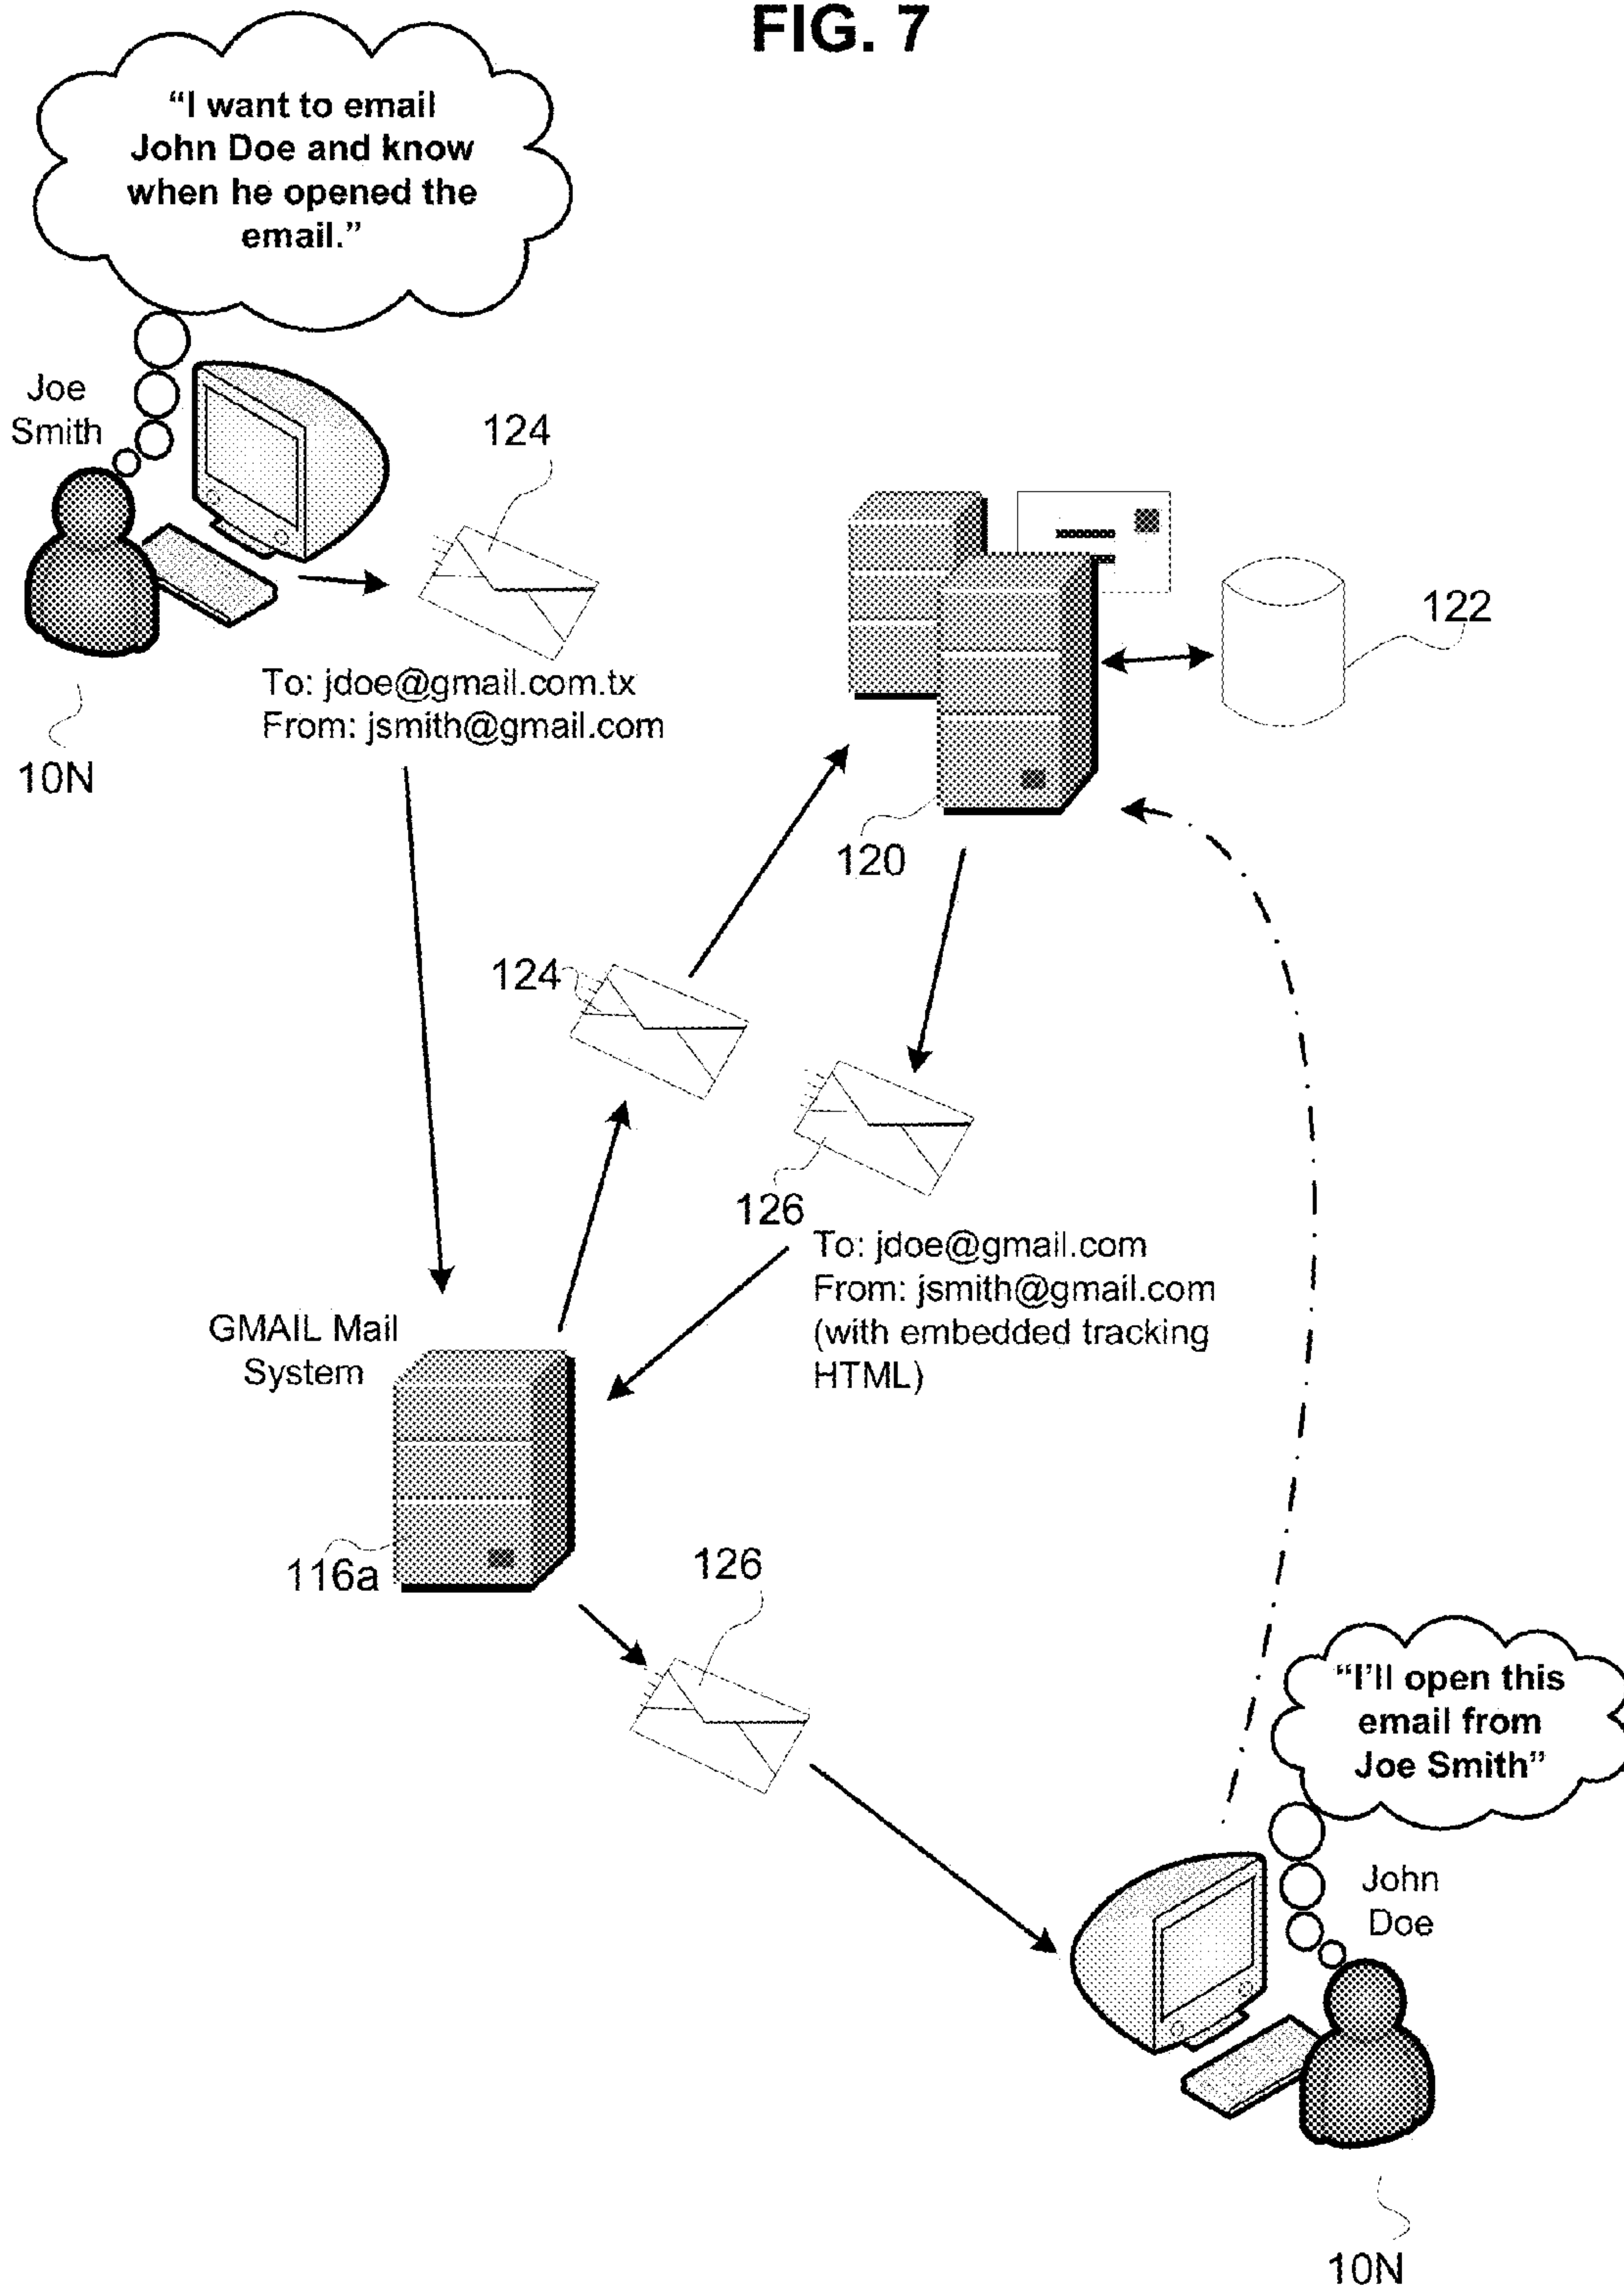 FIG. 7
“I want to email
John Doe and know
when he opened the
email.”
Joe
Smith
124
To: jdoe@gmail.com.tx
From: jsmith@gmail.com
10N
122
120
124
126
To: jdoe@gmail.com
From: jsmith@gmail.com
(with embedded tracking
HTML)
GMAIL Mail
System
116a
126
“I’ll open this
email from
Joe Smith”
John
Doe
10N